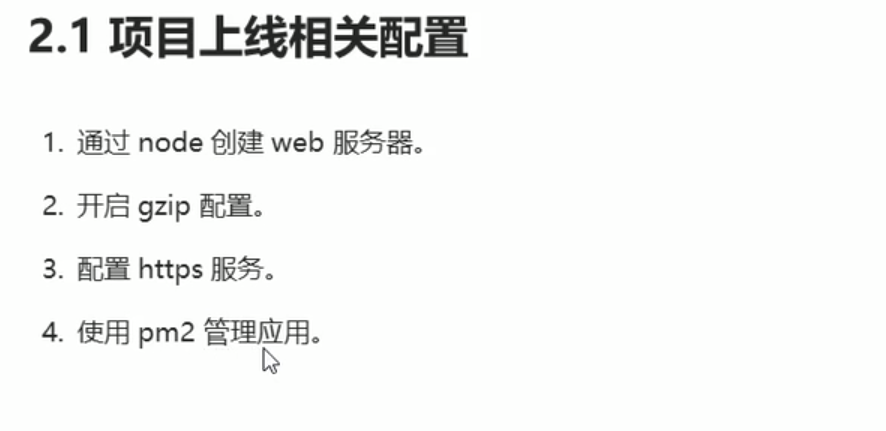 2.1 项目上线相关配置
1. 通过 node 创建 web 服务器。
2. 开启 gzip 配置。
3. 配置 https 服务。
4. 使用 pm2 管理应用。